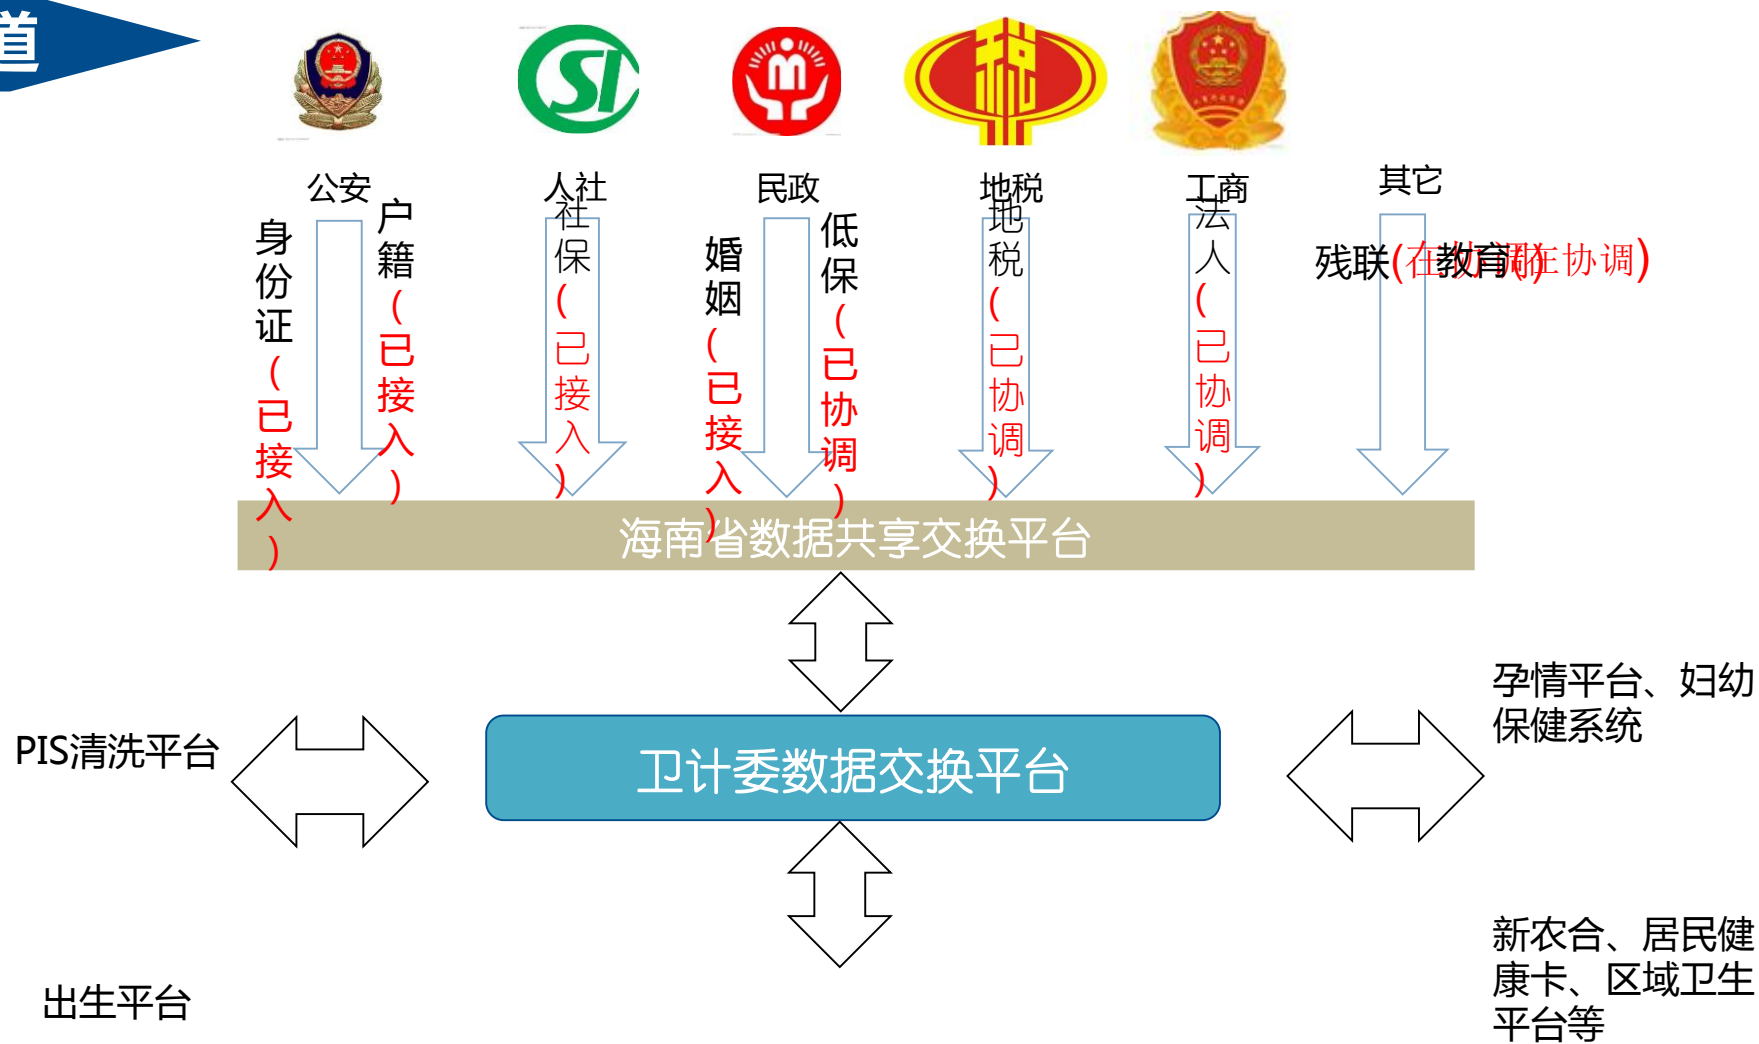 道
公安
人社
民政
地税
工商
其它
身份证(已接入)
户籍(已接入)
社保(已接入)
婚姻(已接入)
低保(已协调)
地税(已协调)
法人(已协调)
残联(在协调)
教育(在协调)
海南省数据共享交换平台
PIS清洗平台
卫计委数据交换平台
孕情平台、妇幼
保健系统
出生平台
新农合、居民健
康卡、区域卫生
平台等